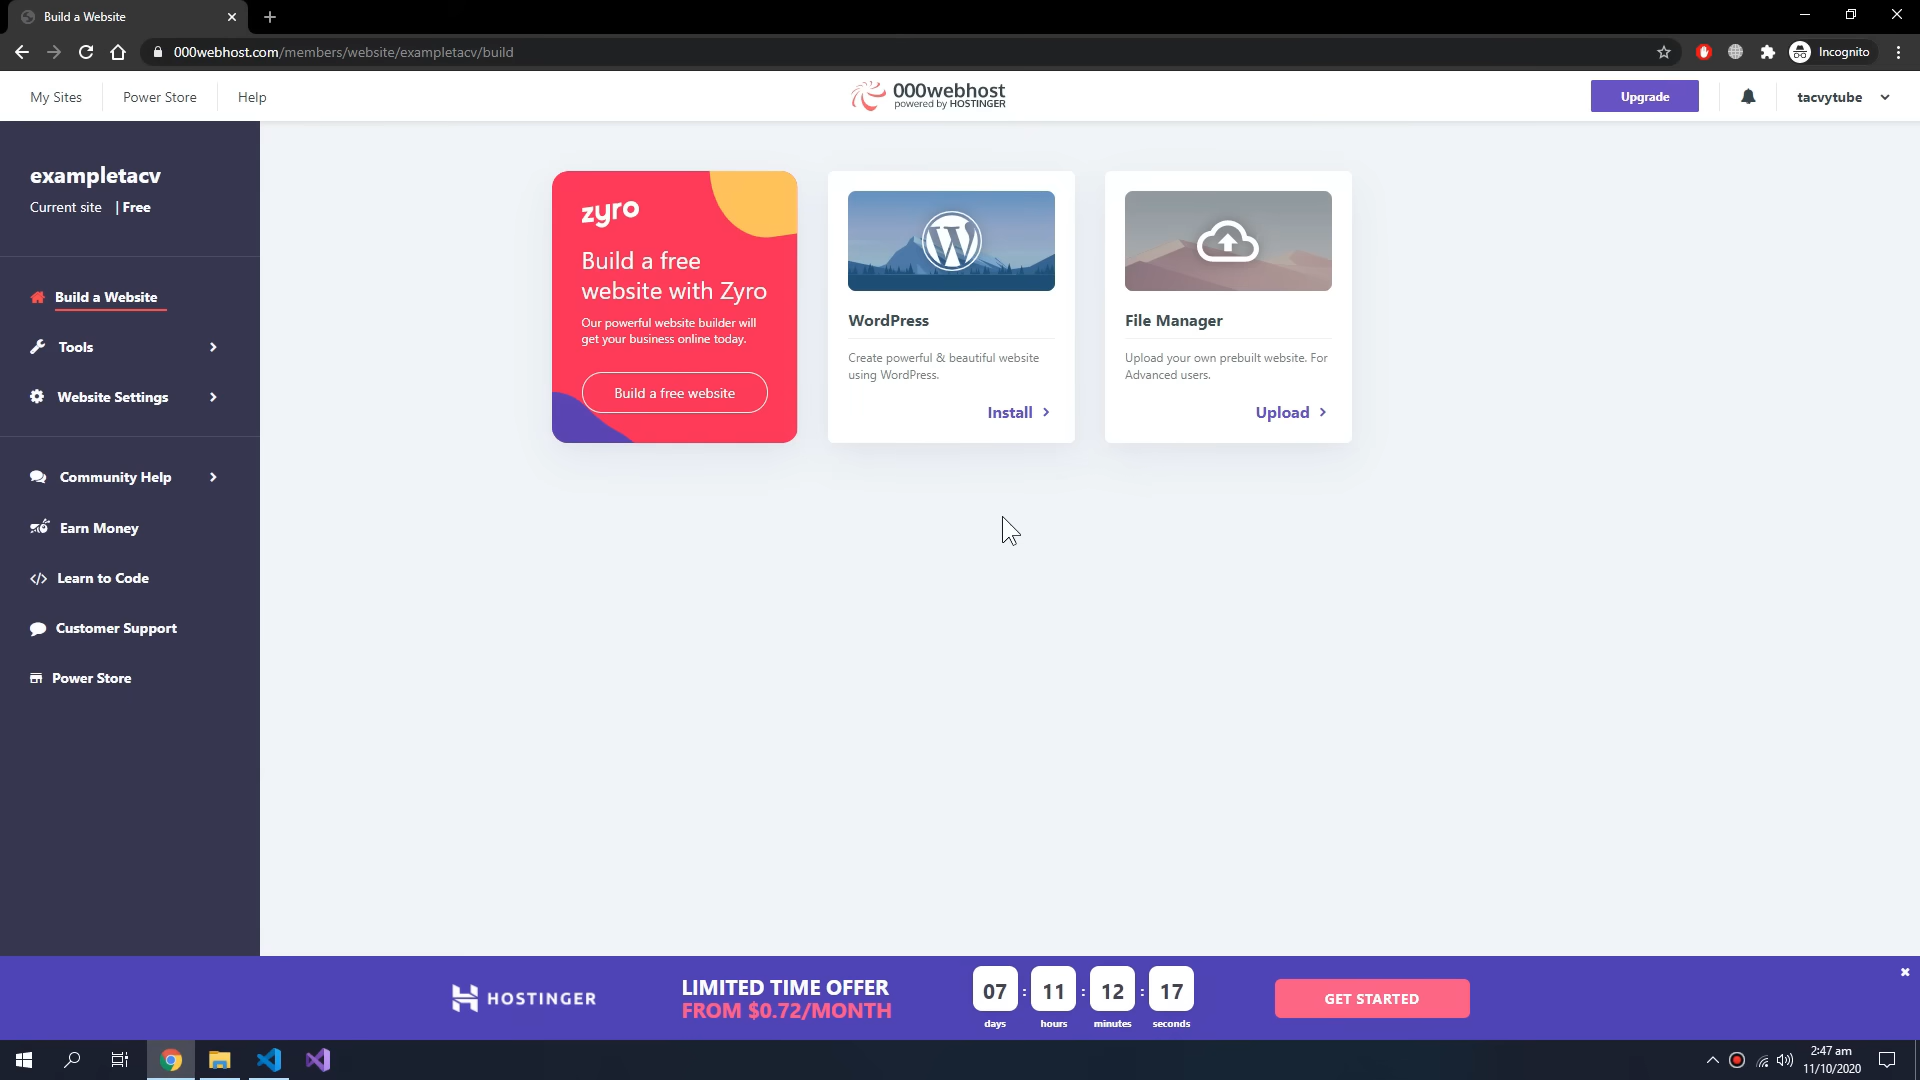 Build a Website
000webhost.com/members/website/exampletacv/build
Incognito
My Sites
Power Store
Help
000webhost
powered by HOSTINGER
Upgrade
tacvytube
exampletacv
Current site | Free
Build a Website
Tools
Website Settings
Community Help
Earn Money
Learn to Code
Customer Support
Power Store
zyro
Build a free
website with Zyro
Our powerful website builder will
get your business online today.
Build a free website
WordPress
Create powerful & beautiful website
using WordPress.
Install
File Manager
Upload your own prebuilt website. For
Advanced users.
Upload
HOSTINGER
LIMITED TIME OFFER
FROM $0.72/MONTH
07 : 11 : 12 : 17
days hours minutes seconds
GET STARTED
2:47 am
11/10/2020